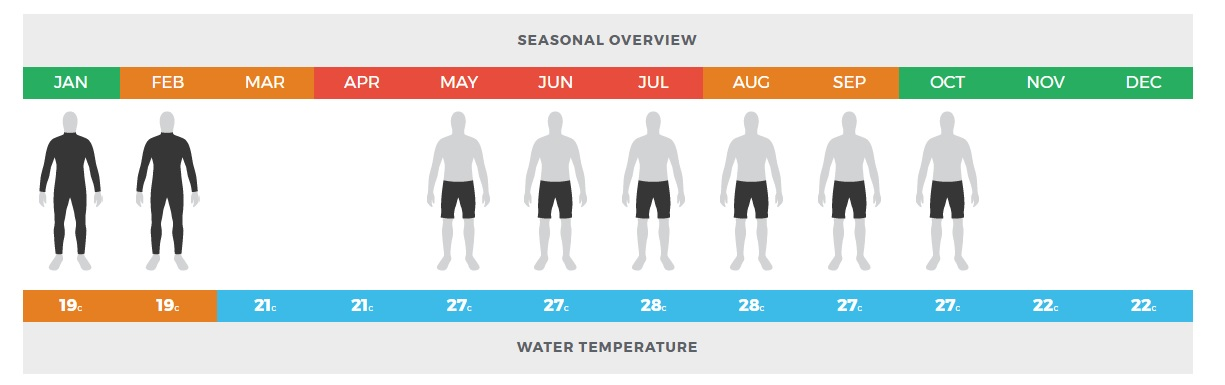 SEASONAL OVERVIEW
JAN FEB MAR APR MAY JUN JUL AUG SEP OCT NOV DEC
19c 19c 21c 21c 27c 27c 28c 28c 27c 27c 22c 22c
WATER TEMPERATURE